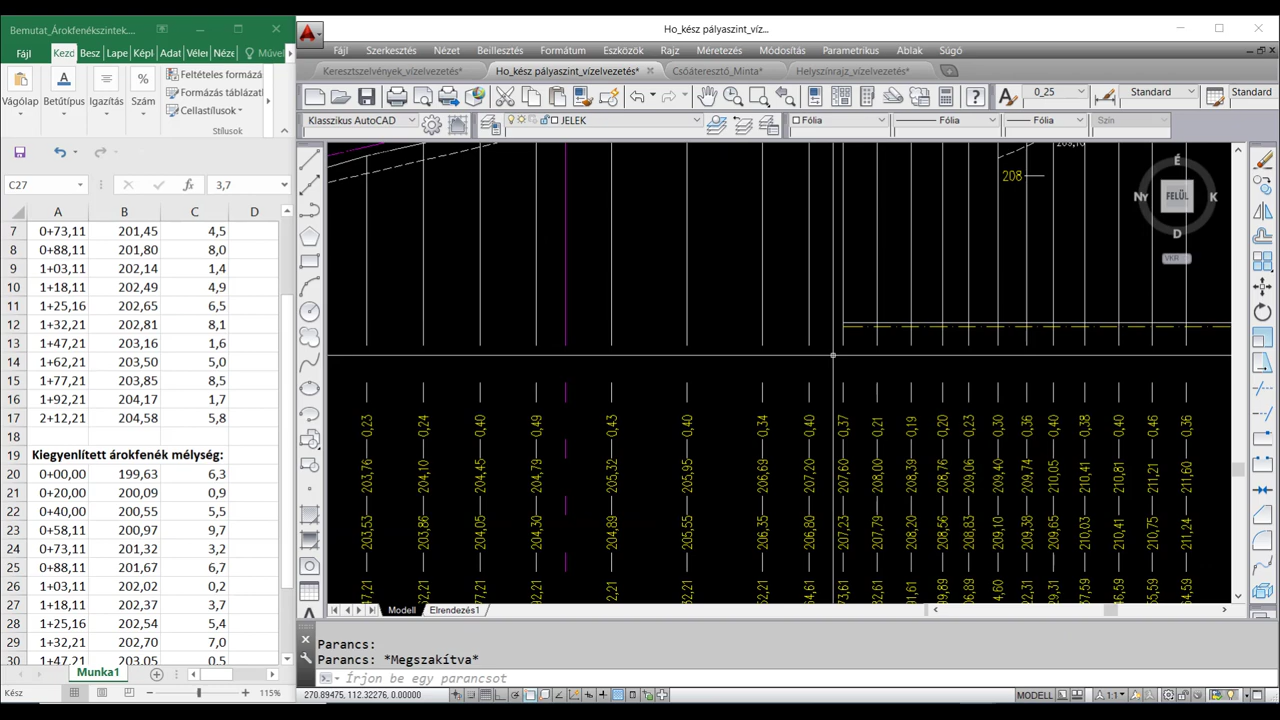 Bemutat_Árokfenékszintek....
Fájl
Kezd
Besz
Lape
Képl
Adat
Vélei
Néze
Művel
Vágólap
Betűtípus
Igazítás
Szám
Feltételes formázá
Formázás táblázatl
Cellastílusok
Stílusok
C27
fx
3,7
A B C D
7 0+73,11 201,45 4,5
8 0+88,11 201,80 8,0
9 1+03,11 202,14 1,4
10 1+18,11 202,49 4,9
11 1+25,16 202,65 6,5
12 1+32,21 202,81 8,1
13 1+47,21 203,16 1,6
14 1+62,21 203,50 5,0
15 1+77,21 203,85 8,5
16 1+92,21 204,17 1,7
17 2+12,21 204,58 5,8
18
19 Kiegyenlített árokfenék mélység:
20 0+00,00 199,63 6,3
21 0+20,00 200,09 0,9
22 0+40,00 200,55 5,5
23 0+58,11 200,97 9,7
24 0+73,11 201,32 3,2
25 0+88,11 201,67 6,7
26 1+03,11 202,02 0,2
27 1+18,11 202,37 3,7
28 1+25,16 202,54 5,4
29 1+32,21 202,70 7,0
30 1+47,21 203,05 0,5
Munka1
Kész
115%
Ho_kész pályaszint_víz...
Fájl Szerkesztés Nézet Beillesztés Formátum Eszközök Rajz Méretezés Módosítás Parametrikus Ablak Súgó
Keresztszelvények_vízelvezetés*
Ho_kész pályaszint_vízelvezetés*
Csőáteresztő_Minta*
Helyszínrajz_vízelvezetés*
0_25
Standard
Standard
Klasszikus AutoCAD
JELEK
Fólia
Fólia
Fólia
Szín
208
É
Ny
FELÜL
K
D
VKR
0,23 0,24 0,40 0,49 0,43 0,40 0,34 0,40 0,37 0,21 0,19 0,20 0,23 0,30 0,36 0,40 0,38 0,40 0,46 0,36
203,76 204,10 204,45 204,79 205,32 205,95 206,69 207,20 207,60 208,00 208,39 208,76 209,06 209,40 209,74 210,05 210,41 210,81 211,21 211,60
203,53 203,86 204,05 204,30 204,89 205,55 206,35 206,80 207,23 207,79 208,20 208,56 208,83 209,10 209,38 209,65 210,03 210,41 210,75 211,24
Modell
Elrendezés1
Parancs:
Parancs: *Megszakítva*
Írjon be egy parancsot
270.89475, 112.32276, 0.00000
MODELL
1:1